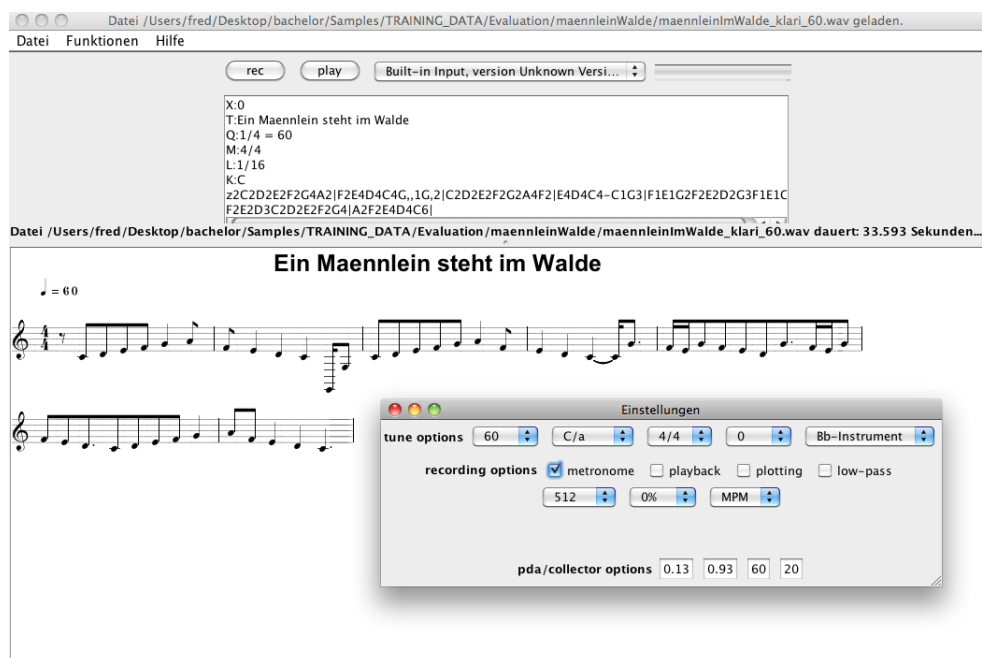 Datei /Users/fred/Desktop/bachelor/Samples/TRAINING_DATA/Evaluation/maennleinWalde/maennleinImWalde_klari_60.wav geladen.
Datei Funktionen Hilfe
rec play Built-in Input, version Unknown Versi...
X:0
T:Ein Maennlein steht im Walde
Q:1/4 = 60
M:4/4
L:1/16
K:C
z2C2D2E2F2G4A2|F2E4D4C4G,,1G,2|C2D2E2F2G2A4F2|E4D4C4-C1G3|F1E1G2F2E2D2G3F1E1C
F2E2D3C2D2E2F2G4|A2F2E4D4C6|
Datei /Users/fred/Desktop/bachelor/Samples/TRAINING_DATA/Evaluation/maennleinWalde/maennleinImWalde_klari_60.wav dauert: 33.593 Sekunden...
Ein Maennlein steht im Walde
= 60
4
4
Einstellungen
tune options 60 C/a 4/4 0 Bb-Instrument
recording options metronome playback plotting low-pass
512 0% MPM
pda/collector options 0.13 0.93 60 20